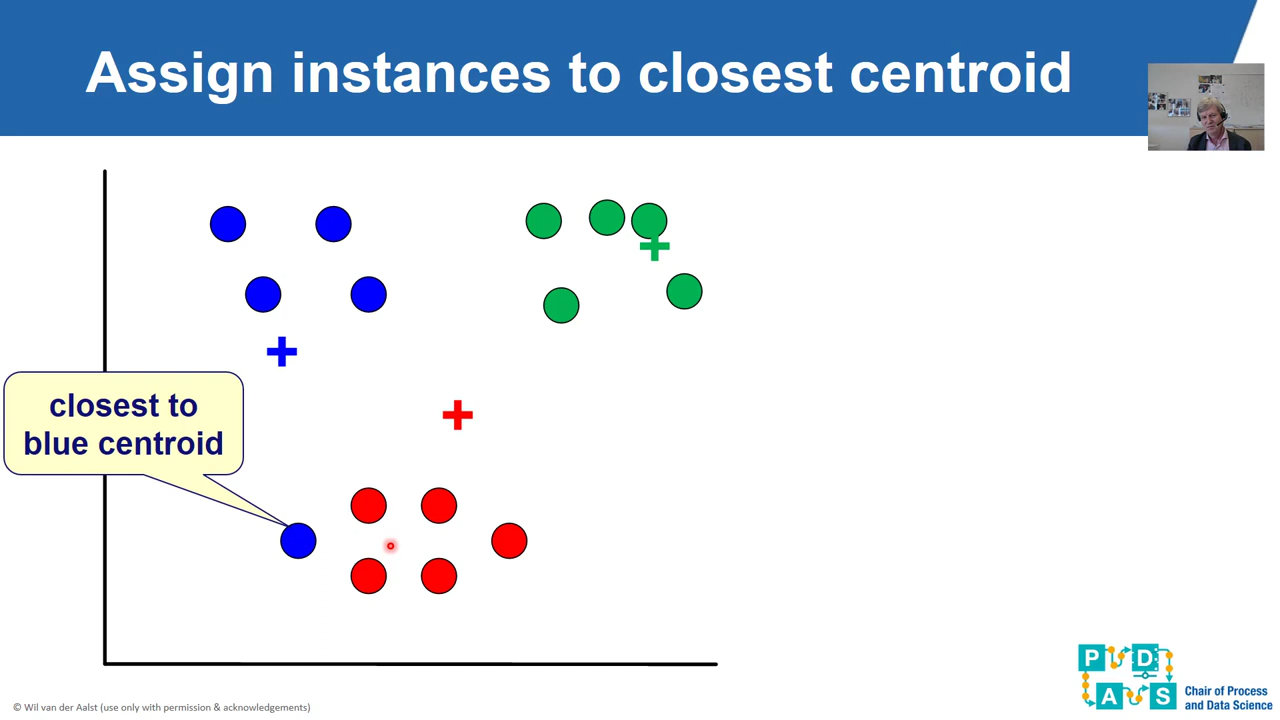 Assign instances to closest centroid
closest to
blue centroid
© Wil van der Aalst (use only with permission & acknowledgements)
P D
A S
Chair of Process
and Data Science